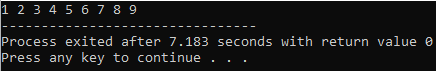 1 2 3 4 5 6 7 8 9
--------------------------------
Process exited after 7.183 seconds with return value 0
Press any key to continue . . .